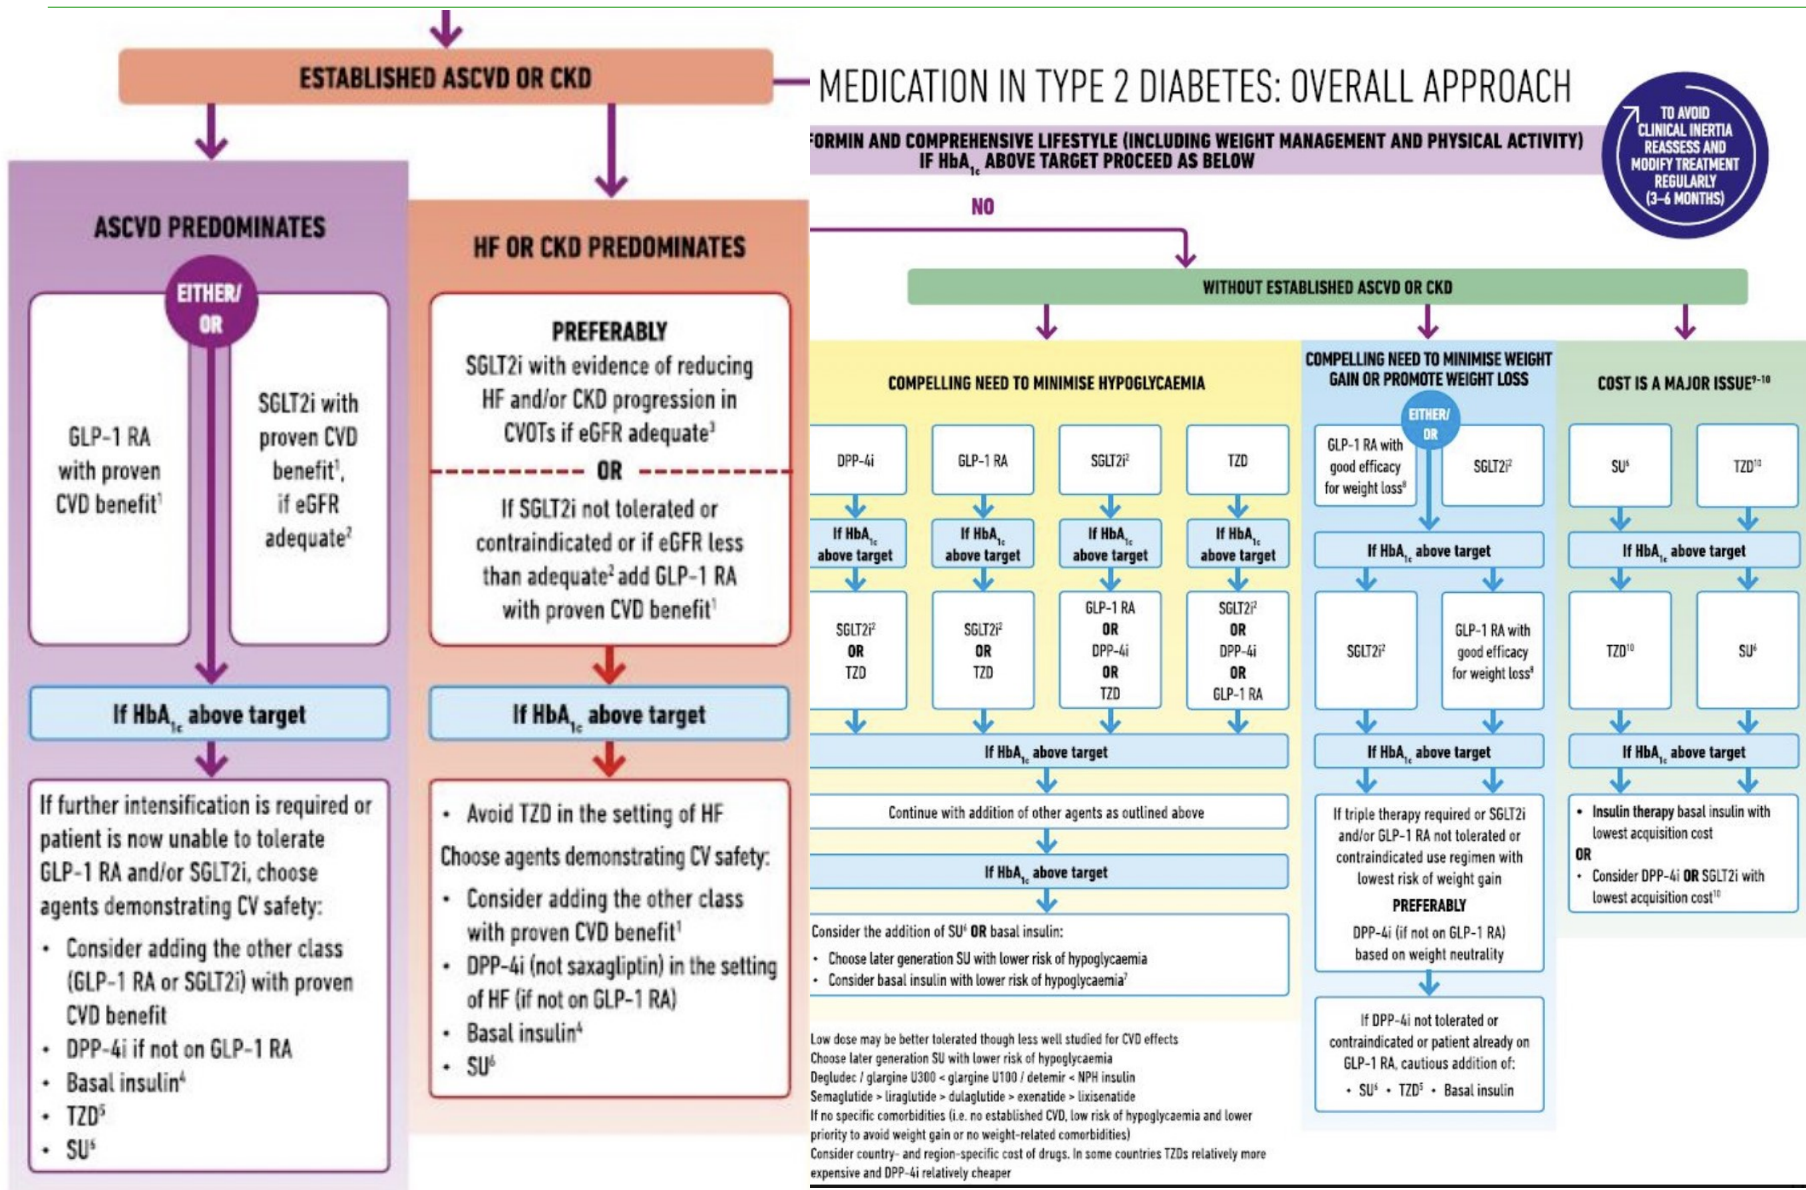 ESTABLISHED ASCVD OR CKD
ASCVD PREDOMINATES
EITHER/
OR
GLP-1 RA
with proven
CVD benefit¹
SGLT2i with
proven CVD
benefit¹,
if eGFR
adequate²
If HbA1c above target
If further intensification is required or
patient is now unable to tolerate
GLP-1 RA and/or SGLT2i, choose
agents demonstrating CV safety:
• Consider adding the other class
(GLP-1 RA or SGLT2i) with proven
CVD benefit
• DPP-4i if not on GLP-1 RA
• Basal insulin⁴
• TZD⁵
• SU⁶
HF OR CKD PREDOMINATES
PREFERABLY
SGLT2i with evidence of reducing
HF and/or CKD progression in
CVOTs if eGFR adequate³
OR
If SGLT2i not tolerated or
contraindicated or if eGFR less
than adequate² add GLP-1 RA
with proven CVD benefit¹
If HbA1c above target
• Avoid TZD in the setting of HF
Choose agents demonstrating CV safety:
• Consider adding the other class
with proven CVD benefit¹
• DPP-4i (not saxagliptin) in the setting
of HF (if not on GLP-1 RA)
• Basal insulin⁴
• SU⁶
MEDICATION IN TYPE 2 DIABETES: OVERALL APPROACH
FORMIN AND COMPREHENSIVE LIFESTYLE (INCLUDING WEIGHT MANAGEMENT AND PHYSICAL ACTIVITY)
IF HbA1c ABOVE TARGET PROCEED AS BELOW
TO AVOID
CLINICAL INERTIA
REASSESS AND
MODIFY TREATMENT
REGULARLY
(3–6 MONTHS)
NO
WITHOUT ESTABLISHED ASCVD OR CKD
COMPELLING NEED TO MINIMISE HYPOGLYCAEMIA
DPP-4i
GLP-1 RA
SGLT2i²
TZD
If HbA1c
above target
If HbA1c
above target
If HbA1c
above target
If HbA1c
above target
SGLT2i²
OR
TZD
SGLT2i²
OR
TZD
GLP-1 RA
OR
DPP-4i
OR
TZD
SGLT2i²
OR
DPP-4i
OR
GLP-1 RA
If HbA1c above target
Continue with addition of other agents as outlined above
If HbA1c above target
Consider the addition of SU⁶ OR basal insulin:
• Choose later generation SU with lower risk of hypoglycaemia
• Consider basal insulin with lower risk of hypoglycaemia⁷
COMPELLING NEED TO MINIMISE WEIGHT
GAIN OR PROMOTE WEIGHT LOSS
EITHER/
OR
GLP-1 RA with
good efficacy
for weight loss⁸
SGLT2i²
If HbA1c above target
SGLT2i²
GLP-1 RA with
good efficacy
for weight loss⁸
If HbA1c above target
If triple therapy required or SGLT2i
and/or GLP-1 RA not tolerated or
contraindicated use regimen with
lowest risk of weight gain
PREFERABLY
DPP-4i (if not on GLP-1 RA)
based on weight neutrality
If DPP-4i not tolerated or
contraindicated or patient already on
GLP-1 RA, cautious addition of:
• SU⁶ • TZD⁵ • Basal insulin
COST IS A MAJOR ISSUE⁹⁻¹⁰
SU⁶
TZD¹⁰
If HbA1c above target
TZD¹⁰
SU⁶
If HbA1c above target
• Insulin therapy basal insulin with
lowest acquisition cost
OR
• Consider DPP-4i OR SGLT2i with
lowest acquisition cost¹⁰
Low dose may be better tolerated though less well studied for CVD effects
Choose later generation SU with lower risk of hypoglycaemia
Degludec / glargine U300 < glargine U100 / detemir < NPH insulin
Semaglutide > liraglutide > dulaglutide > exenatide > lixisenatide
If no specific comorbidities (i.e. no established CVD, low risk of hypoglycaemia and lower
priority to avoid weight gain or no weight-related comorbidities)
Consider country- and region-specific cost of drugs. In some countries TZDs relatively more
expensive and DPP-4i relatively cheaper